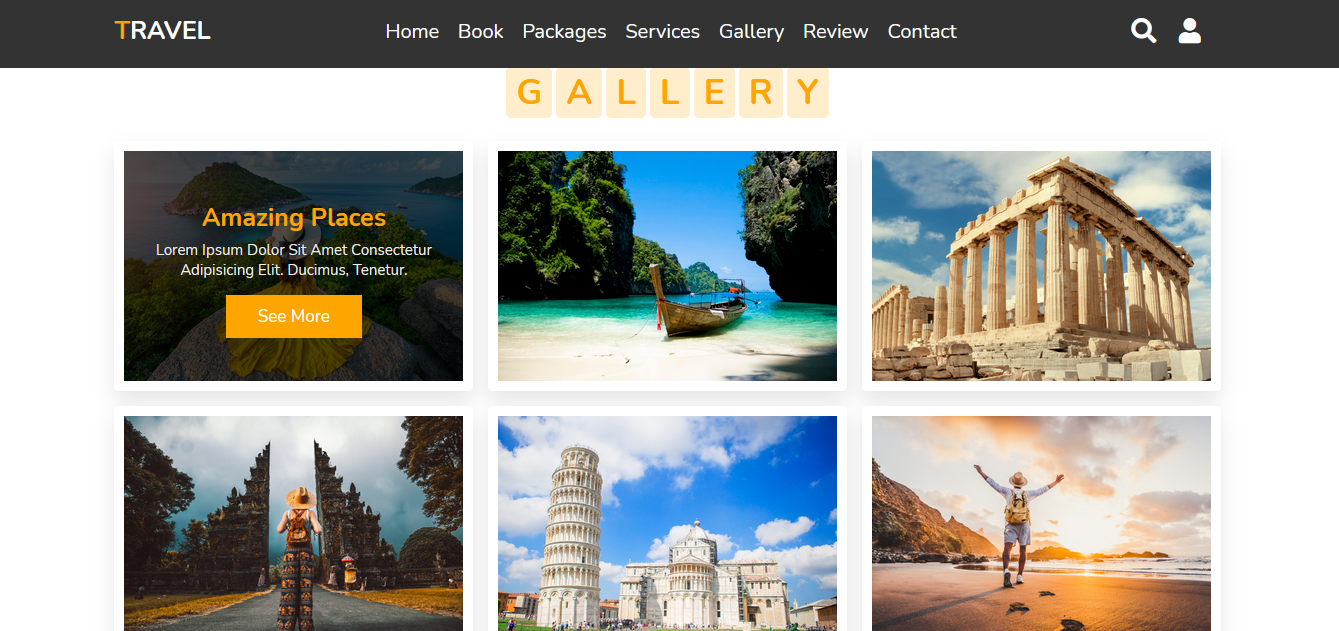 TRAVEL
Home Book Packages Services Gallery Review Contact
GALLERY
Amazing Places
Lorem Ipsum Dolor Sit Amet Consectetur
Adipisicing Elit. Ducimus, Tenetur.
See More